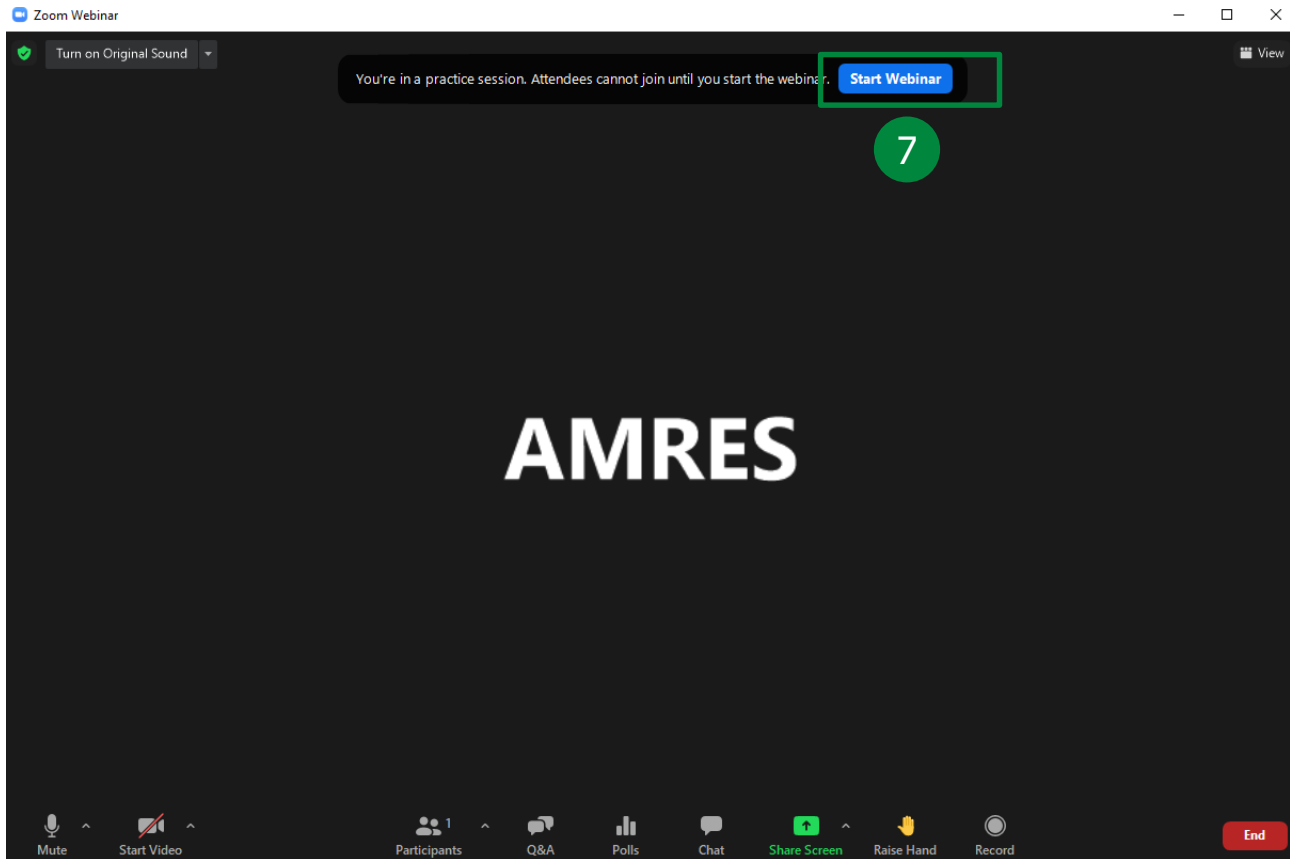 Zoom Webinar
Turn on Original Sound
View
You're in a practice session. Attendees cannot join until you start the webinar. Start Webinar
7
AMRES
1
Mute Start Video Participants Q&A Polls Chat Share Screen Raise Hand Record End